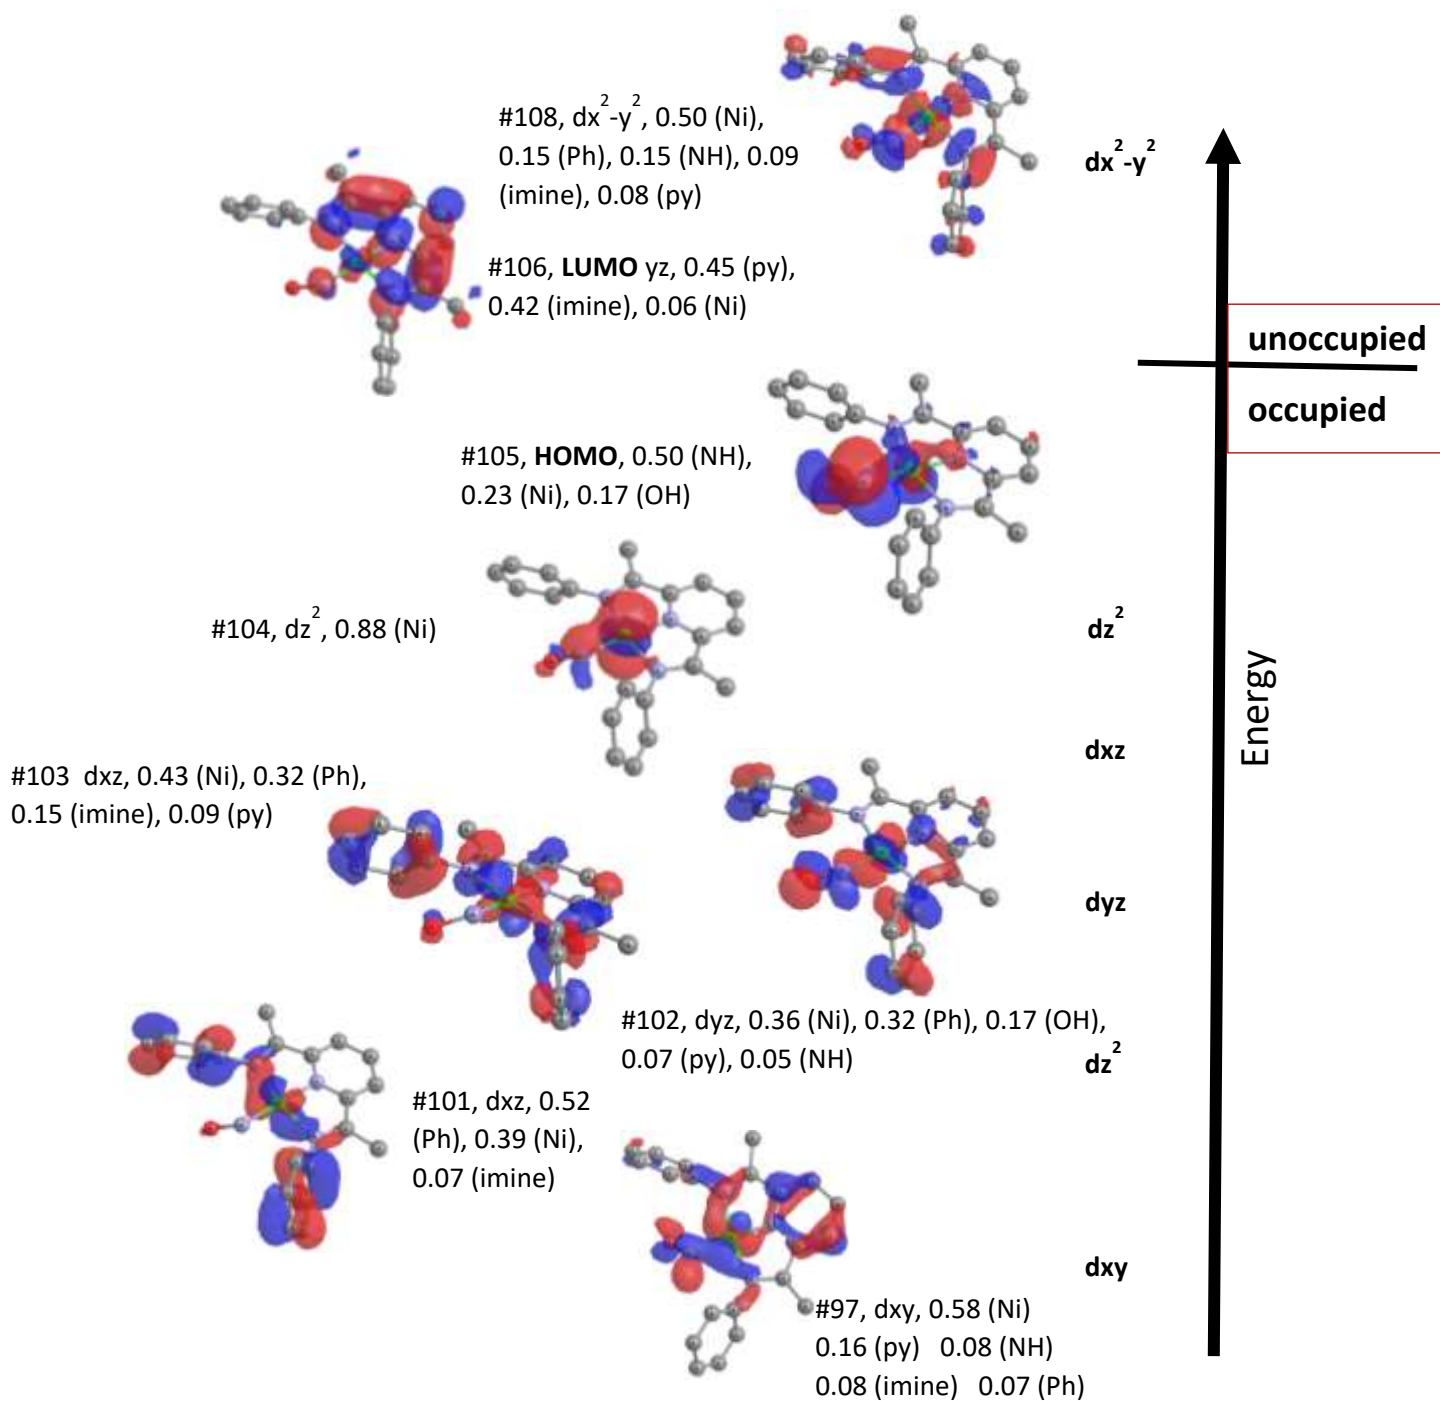 #108, dx²-y², 0.50 (Ni),
0.15 (Ph), 0.15 (NH), 0.09
(imine), 0.08 (py)
dx²-y²
#106, LUMO yz, 0.45 (py),
0.42 (imine), 0.06 (Ni)
unoccupied
occupied
#105, HOMO, 0.50 (NH),
0.23 (Ni), 0.17 (OH)
#104, dz², 0.88 (Ni)
dz²
Energy
dxz
#103 dxz, 0.43 (Ni), 0.32 (Ph),
0.15 (imine), 0.09 (py)
dyz
#102, dyz, 0.36 (Ni), 0.32 (Ph), 0.17 (OH),
0.07 (py), 0.05 (NH)
dz²
#101, dxz, 0.52
(Ph), 0.39 (Ni),
0.07 (imine)
dxy
#97, dxy, 0.58 (Ni)
0.16 (py) 0.08 (NH)
0.08 (imine) 0.07 (Ph)